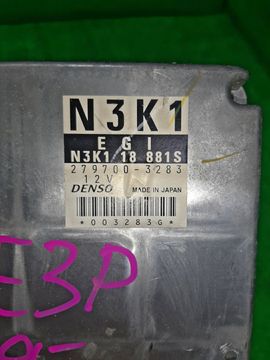 N3K1
EGI
N3K1 18 881S
279700-3283
12V
DENSO MADE IN JAPAN
*003283G*
E3P